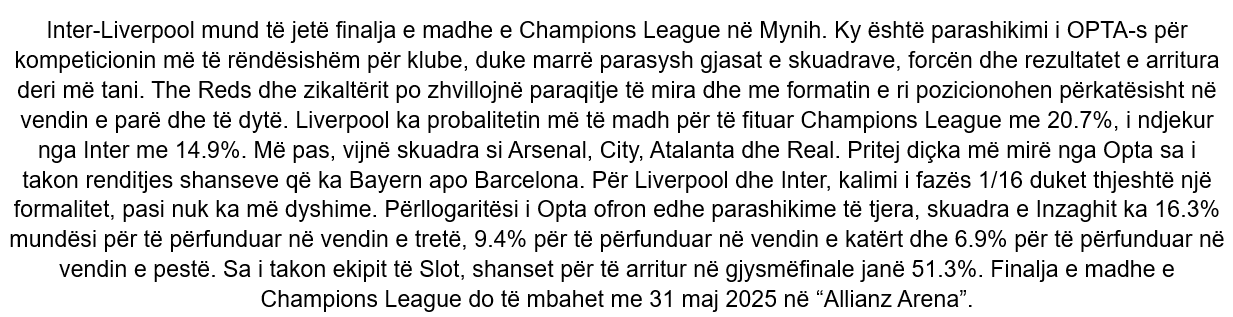 Inter-Liverpool mund të jetë finalja e madhe e Champions League në Mynih. Ky është parashikimi i OPTA-s për
kompeticionin më të rëndësishëm për klube, duke marrë parasysh gjasat e skuadrave, forcën dhe rezultatet e arritura
deri më tani. The Reds dhe zikaltërit po zhvillojnë paraqitje të mira dhe me formatin e ri pozicionohen përkatësisht në
vendin e parë dhe të dytë. Liverpool ka probalitetin më të madh për të fituar Champions League me 20.7%, i ndjekur
nga Inter me 14.9%. Më pas, vijnë skuadra si Arsenal, City, Atalanta dhe Real. Pritej diçka më mirë nga Opta sa i
takon renditjes shanseve që ka Bayern apo Barcelona. Për Liverpool dhe Inter, kalimi i fazës 1/16 duket thjeshtë një
formalitet, pasi nuk ka më dyshime. Përllogaritësi i Opta ofron edhe parashikime të tjera, skuadra e Inzaghit ka 16.3%
mundësi për të përfunduar në vendin e tretë, 9.4% për të përfunduar në vendin e katërt dhe 6.9% për të përfunduar në
vendin e pestë. Sa i takon ekipit të Slot, shanset për të arritur në gjysmëfinale janë 51.3%. Finalja e madhe e
Champions League do të mbahet me 31 maj 2025 në “Allianz Arena”.